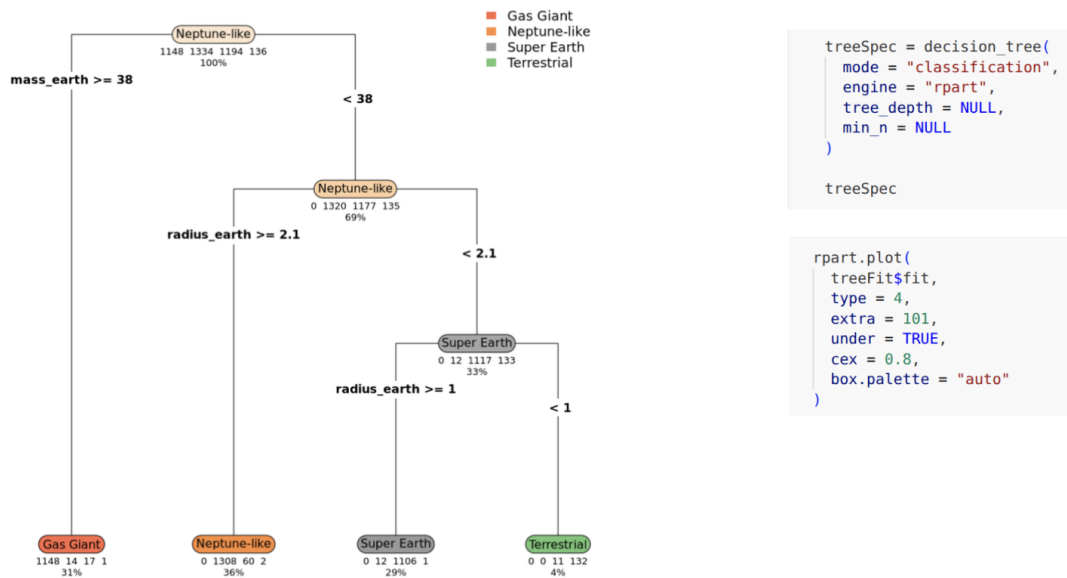 Gas Giant
Neptune-like
Super Earth
Terrestrial
Neptune-like
1148 1334 1194 136
100%
mass_earth >= 38
< 38
Neptune-like
0 1320 1177 135
69%
radius_earth >= 2.1
< 2.1
Super Earth
0 12 1117 133
33%
radius_earth >= 1
< 1
Gas Giant
1148 14 17 1
31%
Neptune-like
0 1308 60 2
36%
Super Earth
0 12 1106 1
29%
Terrestrial
0 0 11 132
4%
treeSpec = decision_tree(
mode = "classification",
engine = "rpart",
tree_depth = NULL,
min_n = NULL
)
treeSpec
rpart.plot(
treeFit$fit,
type = 4,
extra = 101,
under = TRUE,
cex = 0.8,
box.palette = "auto"
)